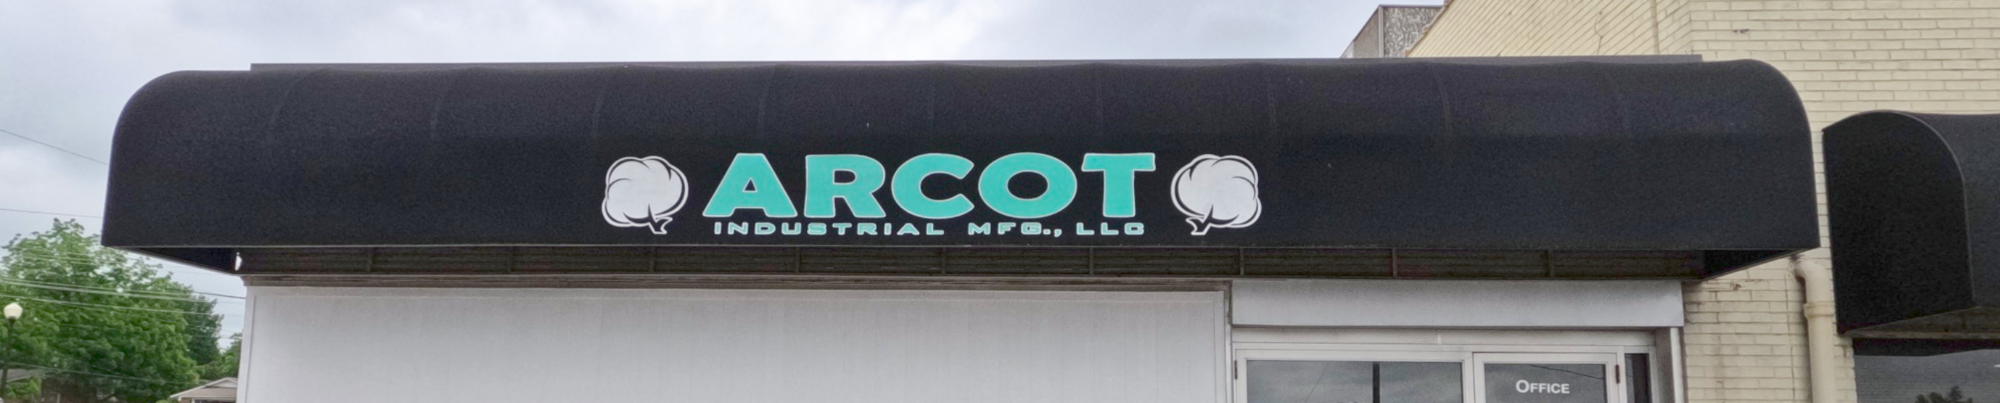 ARCOT
INDUSTRIAL MFG., LLC
OFFICE